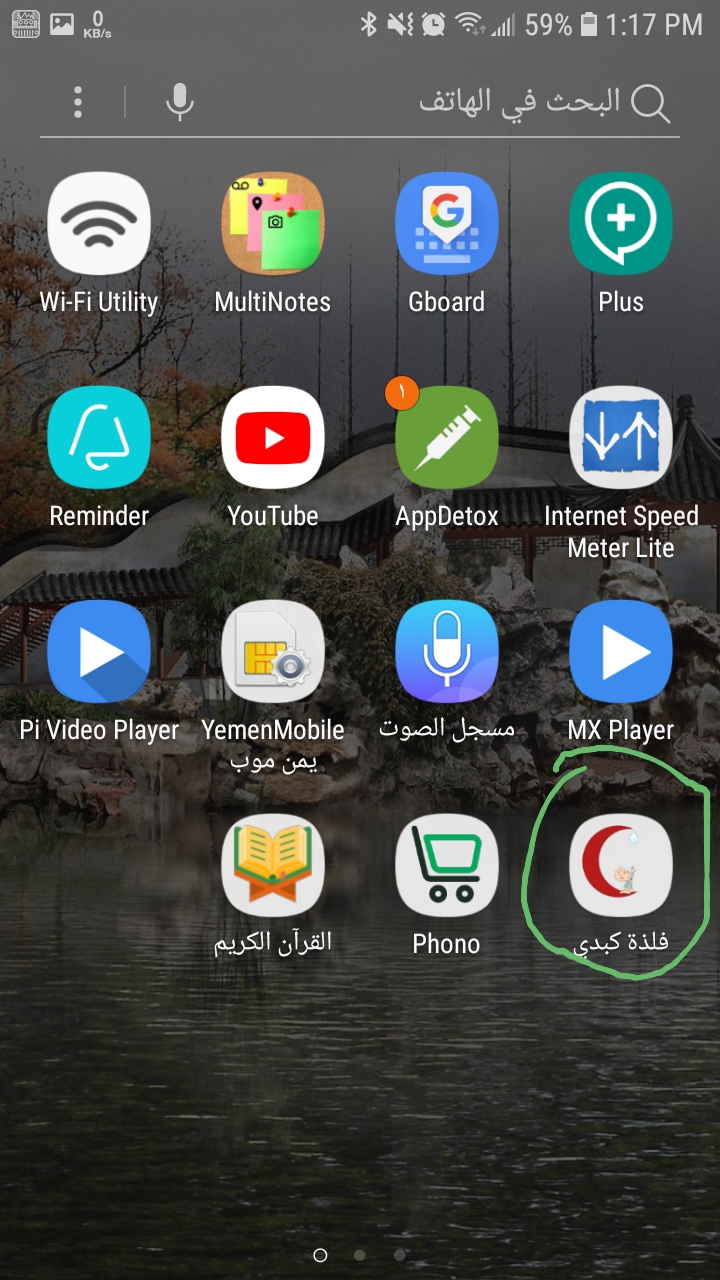 0
KB/s
59%
1:17 PM
البحث في الهاتف
Wi-Fi Utility
MultiNotes
Gboard
Plus
١
Reminder
YouTube
AppDetox
Internet Speed
Meter Lite
Pi Video Player
YemenMobile
يمن موب
مسجل الصوت
MX Player
القرآن الكريم
Phono
فلذة كبدي